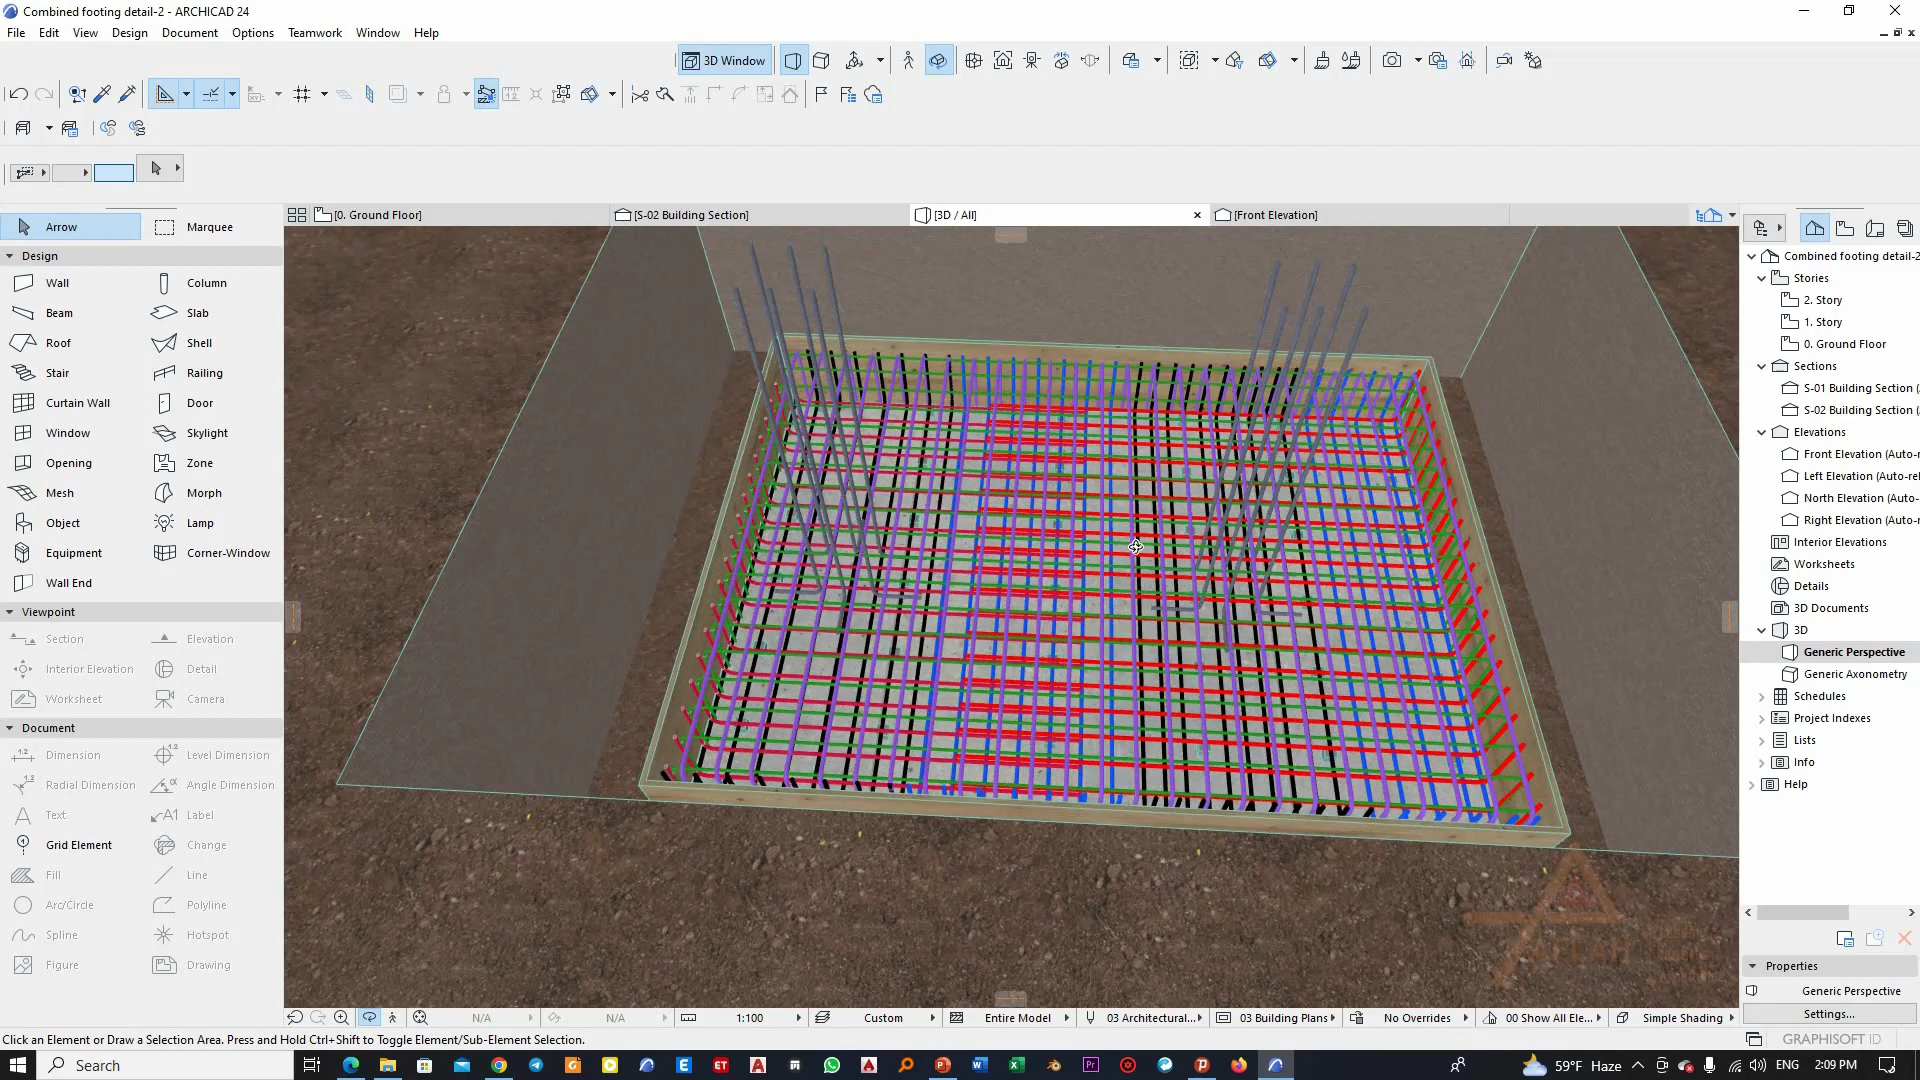 Combined footing detail-2 - ARCHICAD 24
File Edit View Design Document Options Teamwork Window Help
3D Window
[0. Ground Floor] [S-02 Building Section] [3D / All] [Front Elevation]
Arrow Marquee
Design
Wall Column
Beam Slab
Roof Shell
Stair Railing
Curtain Wall Door
Window Skylight
Opening Zone
Mesh Morph
Object Lamp
Equipment Corner-Window
Wall End
Viewpoint
Section Elevation
Interior Elevation Detail
Worksheet Camera
Document
Dimension Level Dimension
Radial Dimension Angle Dimension
Text Label
Grid Element Change
Fill Line
Arc/Circle Polyline
Spline Hotspot
Figure Drawing
Combined footing detail-2
Stories
2. Story
1. Story
0. Ground Floor
Sections
S-01 Building Section (
S-02 Building Section (
Elevations
Front Elevation (Auto-r
Left Elevation (Auto-rel
North Elevation (Auto-
Right Elevation (Auto-r
Interior Elevations
Worksheets
Details
3D Documents
3D
Generic Perspective
Generic Axonometry
Schedules
Project Indexes
Lists
Info
Help
Properties
Generic Perspective
Settings...
N/A N/A 1:100 Custom Entire Model 03 Architectural... 03 Building Plans No Overrides 00 Show All Ele... Simple Shading
Click an Element or Draw a Selection Area. Press and Hold Ctrl+Shift to Toggle Element/Sub-Element Selection.
GRAPHISOFT ID
Search 59°F Haze ENG 2:09 PM